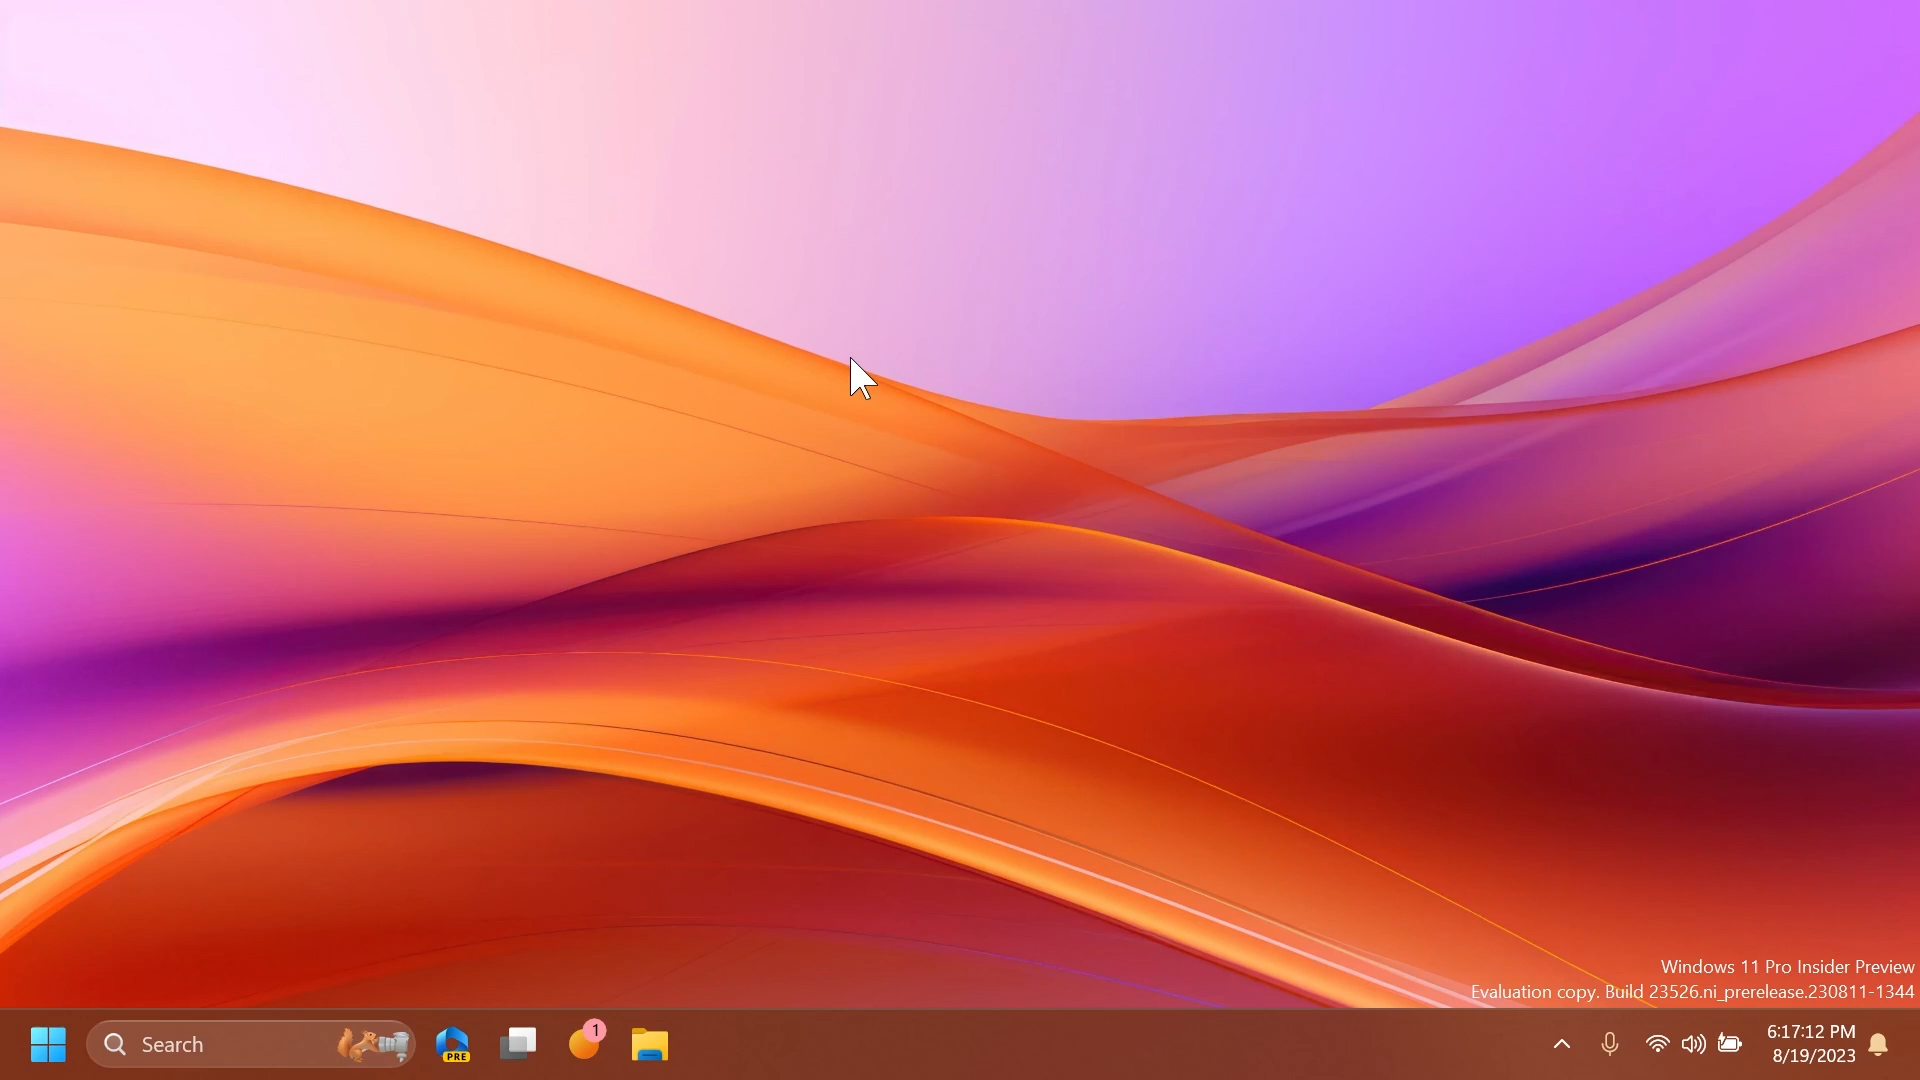 Windows 11 Pro Insider Preview
Evaluation copy. Build 23526.ni_prerelease.230811-1344
Search
PRE
1
6:17:12 PM
8/19/2023